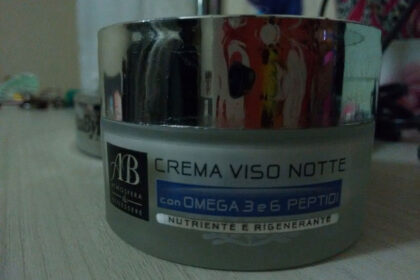 AB
CREMA VISO NOTTE
con OMEGA 3 e 6 PEPTIDI
NUTRIENTE E RIGENERANTE